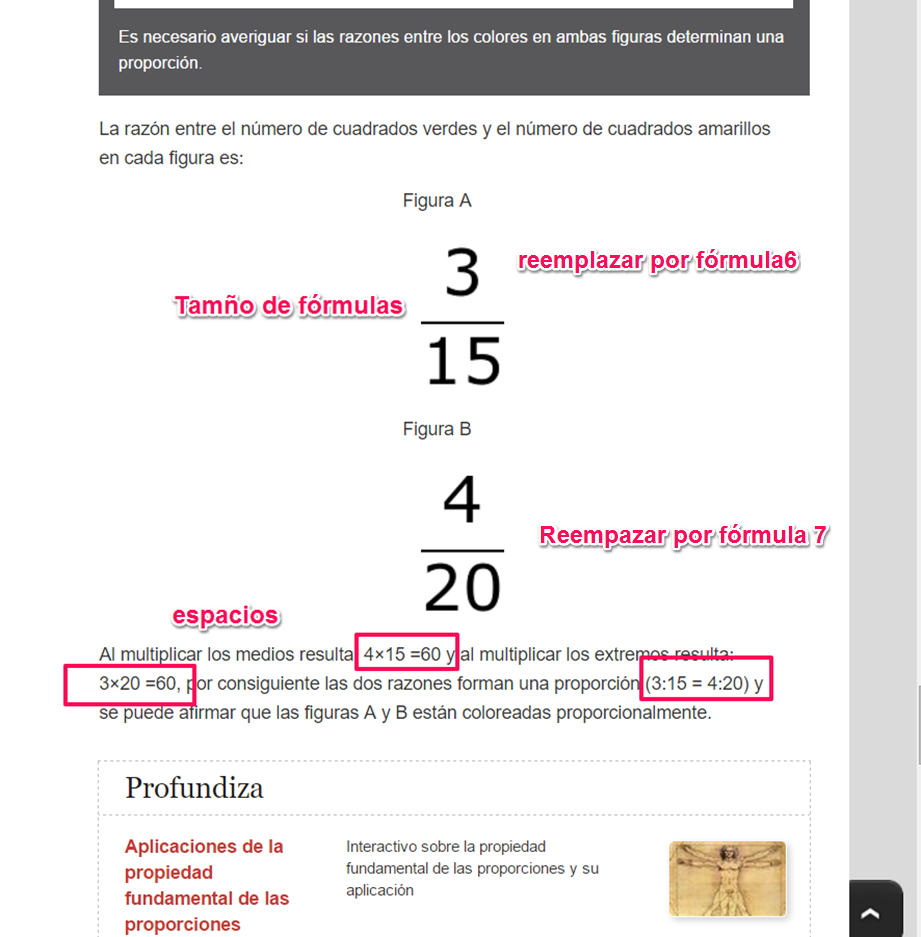 Es necesario averiguar si las razones entre los colores en ambas figuras determinan una
proporción.
La razón entre el número de cuadrados verdes y el número de cuadrados amarillos
en cada figura es:
Figura A
3
reemplazar por fórmula6
Tamño de fórmulas
15
Figura B
4
Reempazar por fórmula 7
20
espacios
Al multiplicar los medios resulta 4×15 =60 y al multiplicar los extremos resulta:
3×20 =60, por consiguiente las dos razones forman una proporción (3:15 = 4:20) y
se puede afirmar que las figuras A y B están coloreadas proporcionalmente.
Profundiza
Aplicaciones de la
propiedad
fundamental de las
proporciones
Interactivo sobre la propiedad
fundamental de las proporciones y su
aplicación